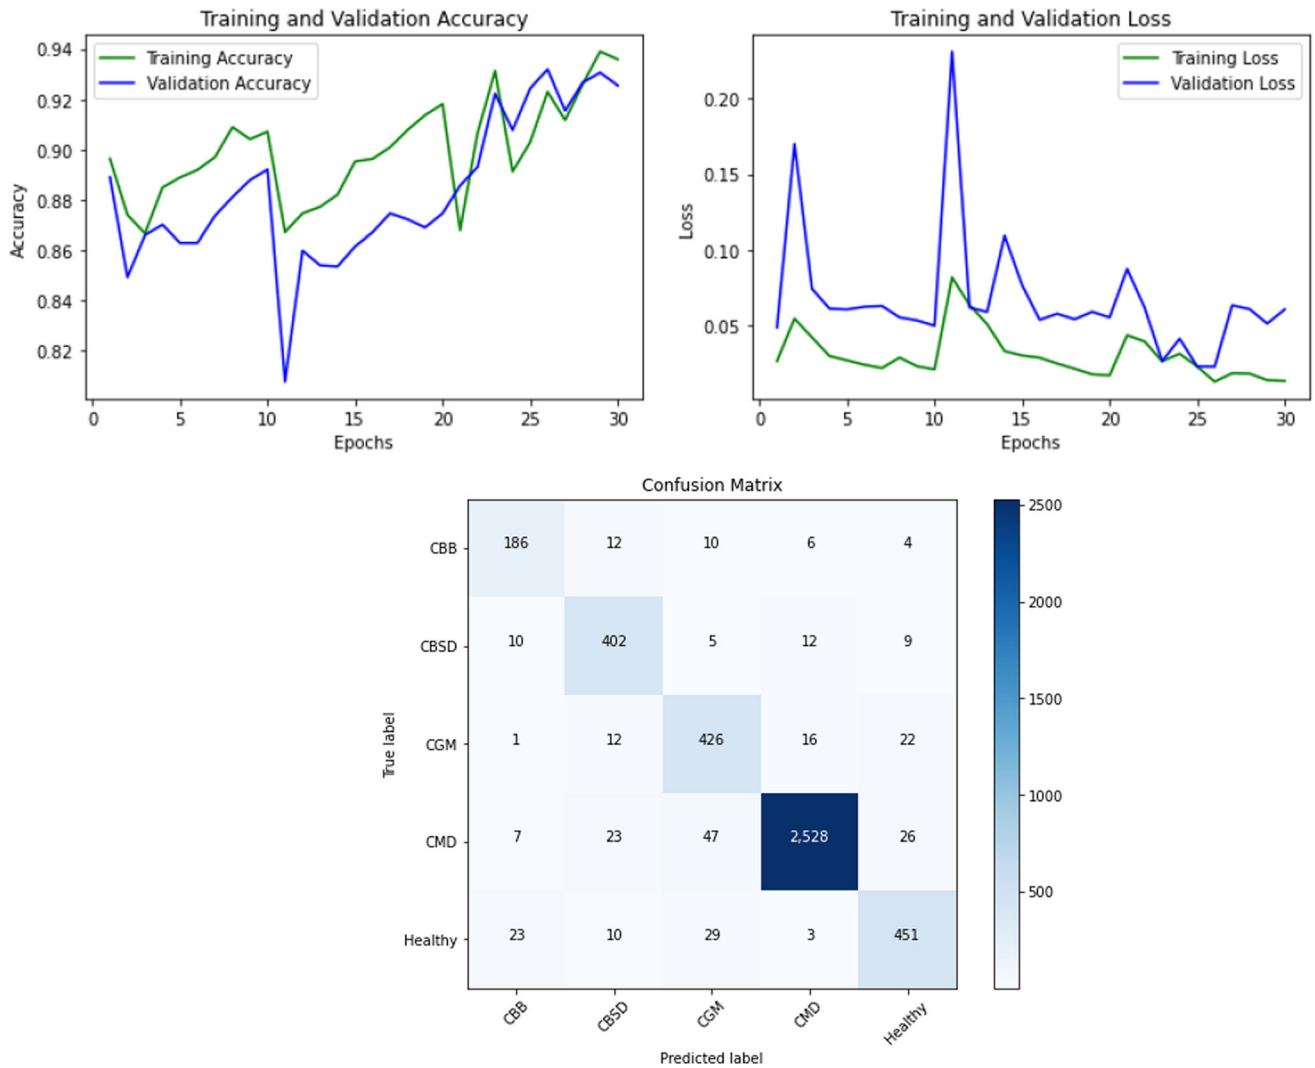 Training and Validation Accuracy
Training Accuracy
Validation Accuracy
0.94
0.92
0.90
0.88
0.86
0.84
0.82
Accuracy
0 5 10 15 20 25 30
Epochs
Training and Validation Loss
Training Loss
Validation Loss
0.20
0.15
0.10
0.05
Loss
0 5 10 15 20 25 30
Epochs
Confusion Matrix
True label
CBB 186 12 10 6 4
CBSD 10 402 5 12 9
CGM 1 12 426 16 22
CMD 7 23 47 2,528 26
Healthy 23 10 29 3 451
CBB CBSD CGM CMD Healthy
Predicted label
2500
2000
1500
1000
500